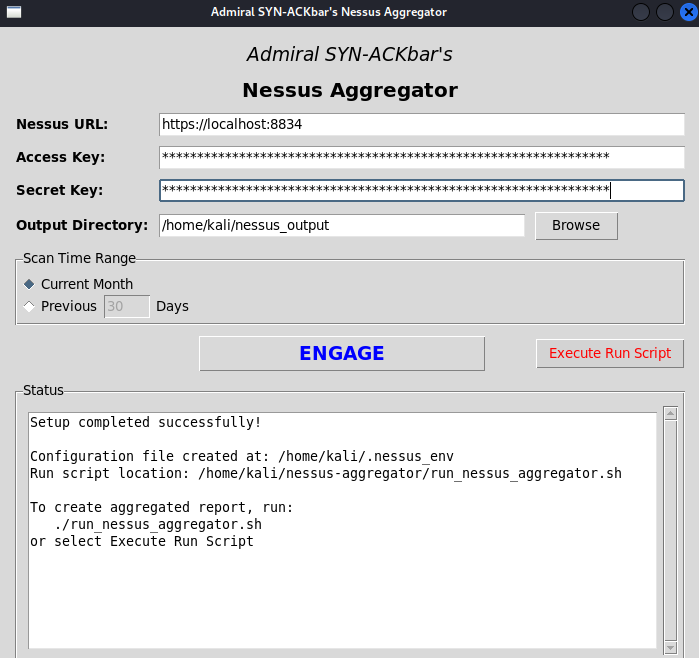 Admiral SYN-ACKbar's Nessus Aggregator
Admiral SYN-ACKbar's
Nessus Aggregator
Nessus URL: https://localhost:8834
Access Key: ****************************************************************
Secret Key: ****************************************************************
Output Directory: /home/kali/nessus_output Browse
Scan Time Range
Current Month
Previous 30 Days
ENGAGE Execute Run Script
Status
Setup completed successfully!
Configuration file created at: /home/kali/.nessus_env
Run script location: /home/kali/nessus-aggregator/run_nessus_aggregator.sh
To create aggregated report, run:
./run_nessus_aggregator.sh
or select Execute Run Script